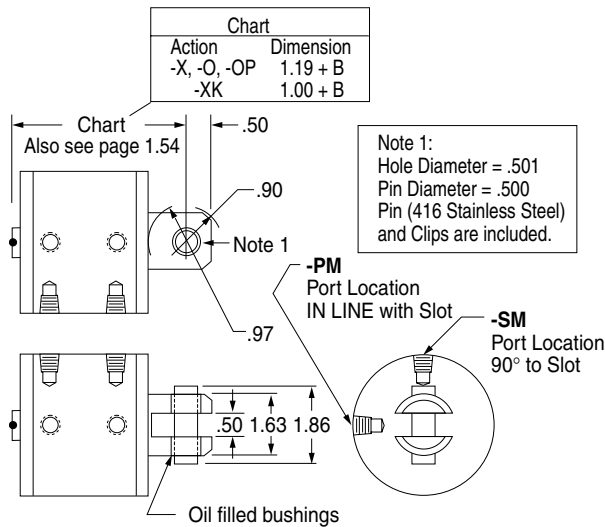 Chart
Action Dimension
-X, -O, -OP 1.19 + B
-XK 1.00 + B
Chart
Also see page 1.54
.50
.90
Note 1
.97
Note 1:
Hole Diameter = .501
Pin Diameter = .500
Pin (416 Stainless Steel)
and Clips are included.
-PM
Port Location
IN LINE with Slot
-SM
Port Location
90° to Slot
.50 1.63 1.86
Oil filled bushings